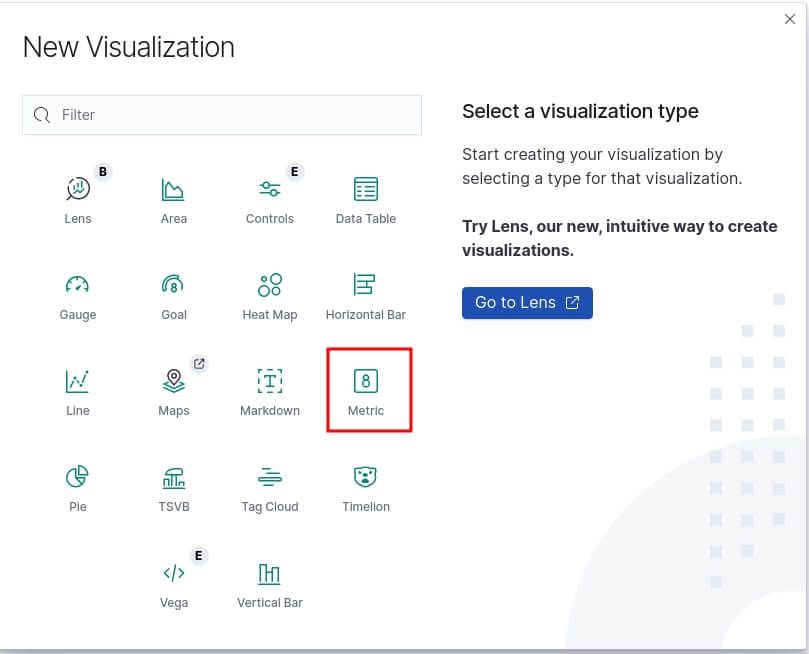 New Visualization
Filter
B
E
Lens
Area
Controls
Data Table
8
Gauge
Goal
Heat Map
Horizontal Bar
T
8
Line
Maps
Markdown
Metric
Pie
TSVB
Tag Cloud
Timelion
E
Vega
Vertical Bar
Select a visualization type
Start creating your visualization by
selecting a type for that visualization.
Try Lens, our new, intuitive way to create
visualizations.
Go to Lens